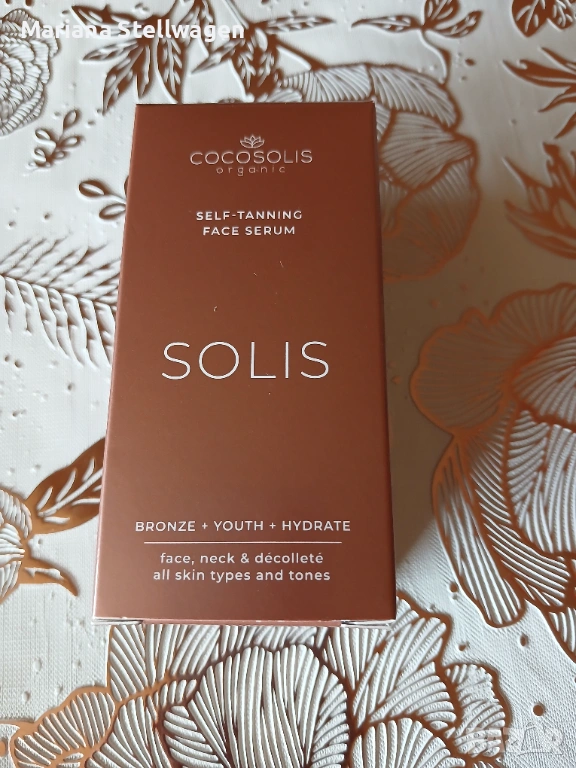 Mariana Stellwagen
COCOSOLIS
organic
SELF-TANNING
FACE SERUM
SOLIS
BRONZE + YOUTH + HYDRATE
face, neck & décolleté
all skin types and tones